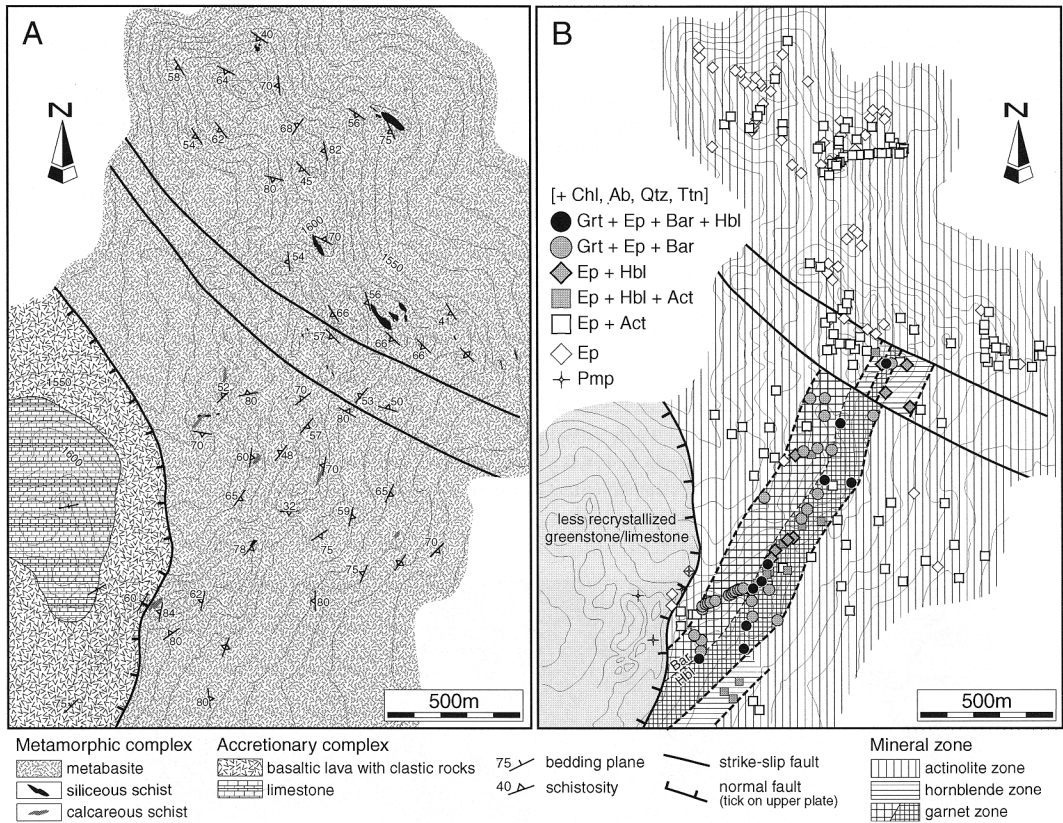 A
N
40
58
64
70
56
75
68
54
62
82
45
80
1600
70
54
1550
56
66
57
41
66
66
1550
52
80
70
53
50
80
70
57
60
48
70
1600
65
65
32
59
78
75
70
75
60
84
62
80
80
80
500m
B
N
[+ Chl, Ab, Qtz, Ttn]
Grt + Ep + Bar + Hbl
Grt + Ep + Bar
Ep + Hbl
Ep + Hbl + Act
Ep + Act
Ep
Pmp
less recrystallized
greenstone/limestone
Bar
Hbl
500m
Metamorphic complex
metabasite
siliceous schist
calcareous schist
Accretionary complex
basaltic lava with clastic rocks
limestone
75 bedding plane
40 schistosity
strike-slip fault
normal fault
(tick on upper plate)
Mineral zone
actinolite zone
hornblende zone
garnet zone